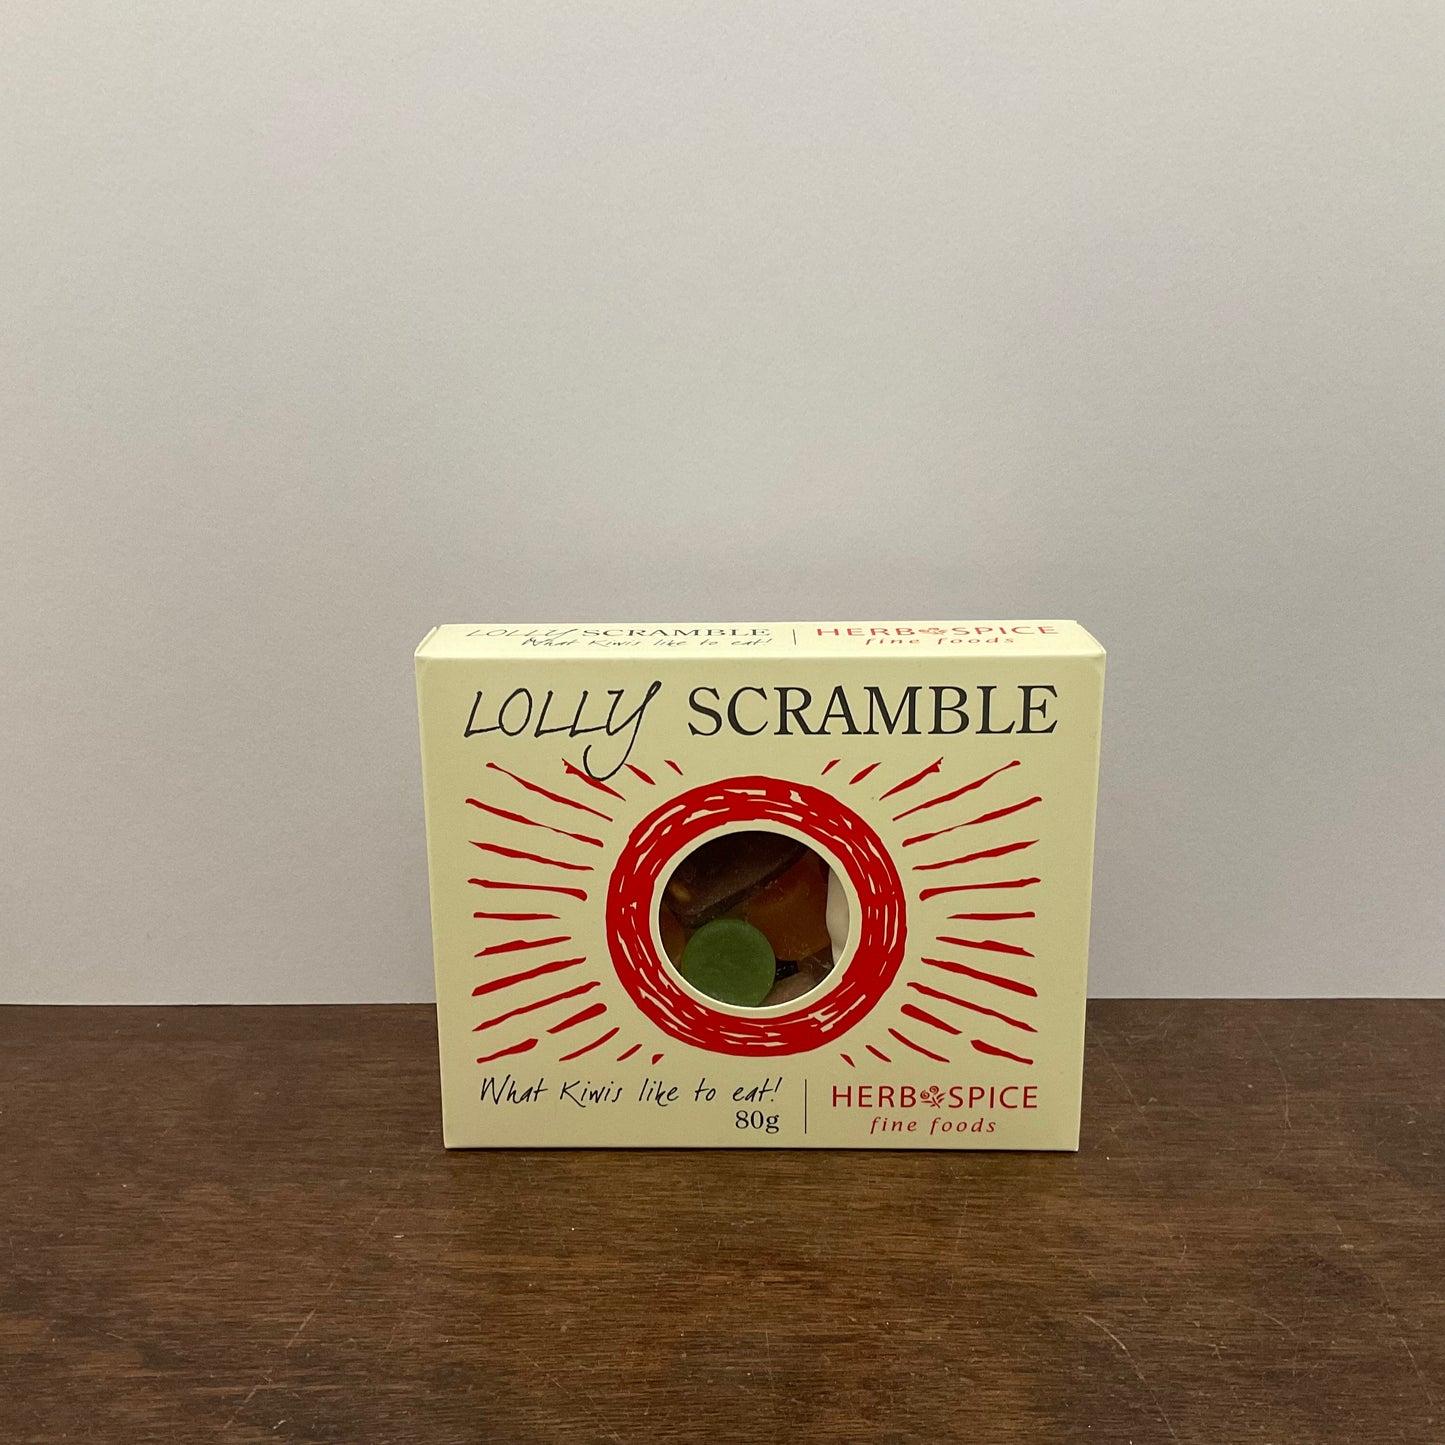 LOLLY SCRAMBLE | HERB SPICE
What Kiwis like to eat! fine foods
LOLLY SCRAMBLE
What Kiwis like to eat!
80g
HERB SPICE
fine foods